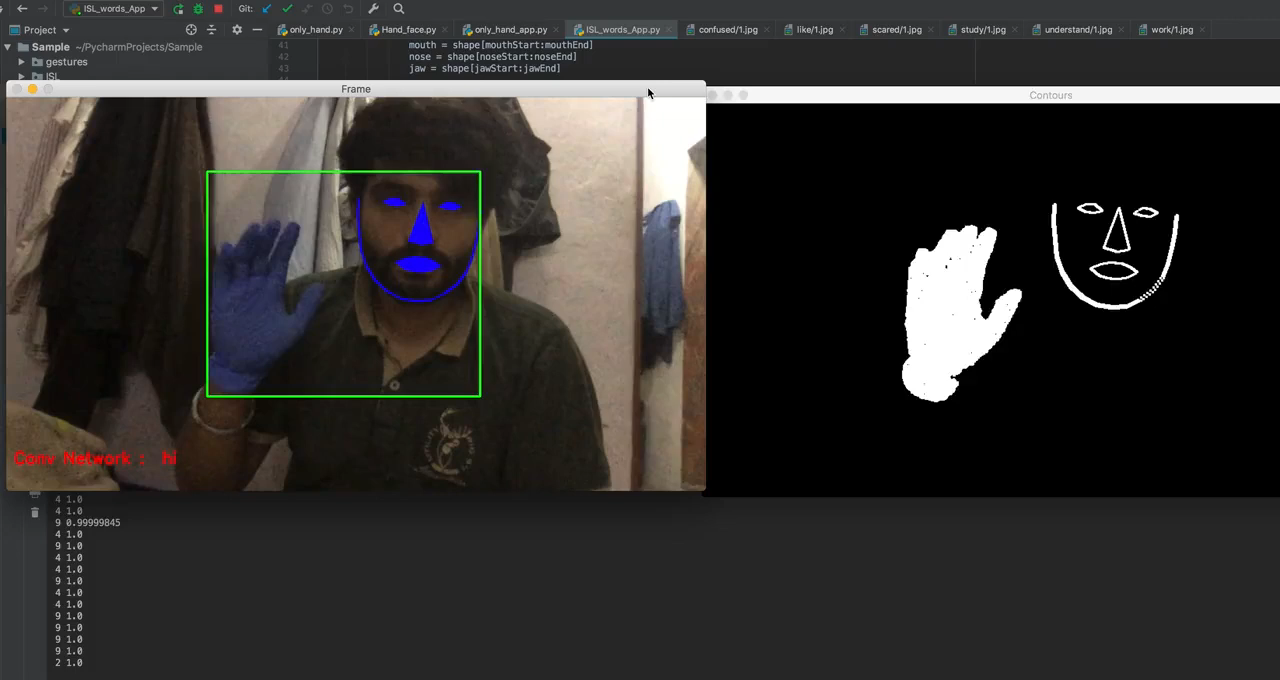 ISL_words_App
Git:
Project
only_hand.py
Hand_face.py
only_hand_app.py
ISL_words_App.py
confused/1.jpg
like/1.jpg
scared/1.jpg
study/1.jpg
understand/1.jpg
work/1.jpg
Sample ~/PycharmProjects/Sample
gestures
ISL
41 mouth = shape[mouthStart:mouthEnd]
42 nose = shape[noseStart:noseEnd]
43 jaw = shape[jawStart:jawEnd]
Frame
Contours
Conv Network : hi
4 1.0
4 1.0
9 0.99999845
4 1.0
9 1.0
4 1.0
4 1.0
9 1.0
4 1.0
4 1.0
9 1.0
9 1.0
9 1.0
9 1.0
2 1.0